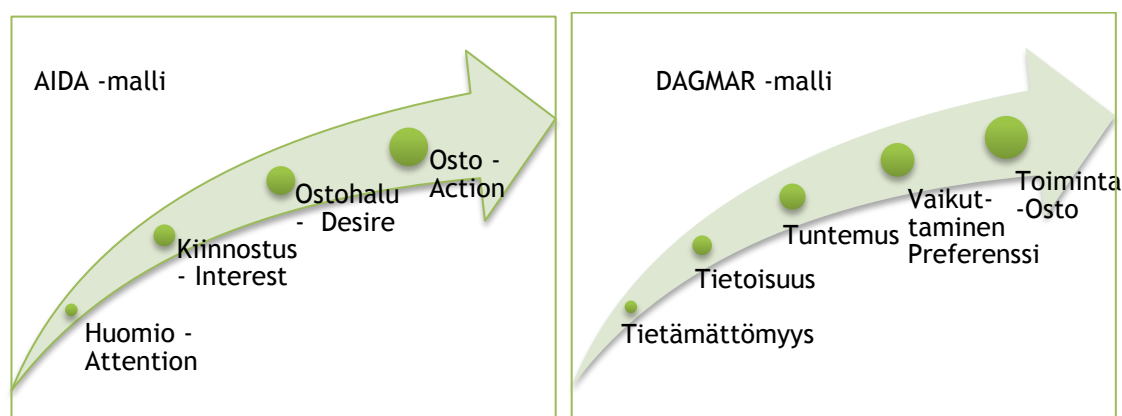 AIDA -malli
Osto -
Action
Ostohalu
- Desire
Kiinnostus
- Interest
Huomio -
Attention
DAGMAR -malli
Toiminta
-Osto
Vaikut-
taminen
Preferenssi
Tuntemus
Tietoisuus
Tietämättömyys